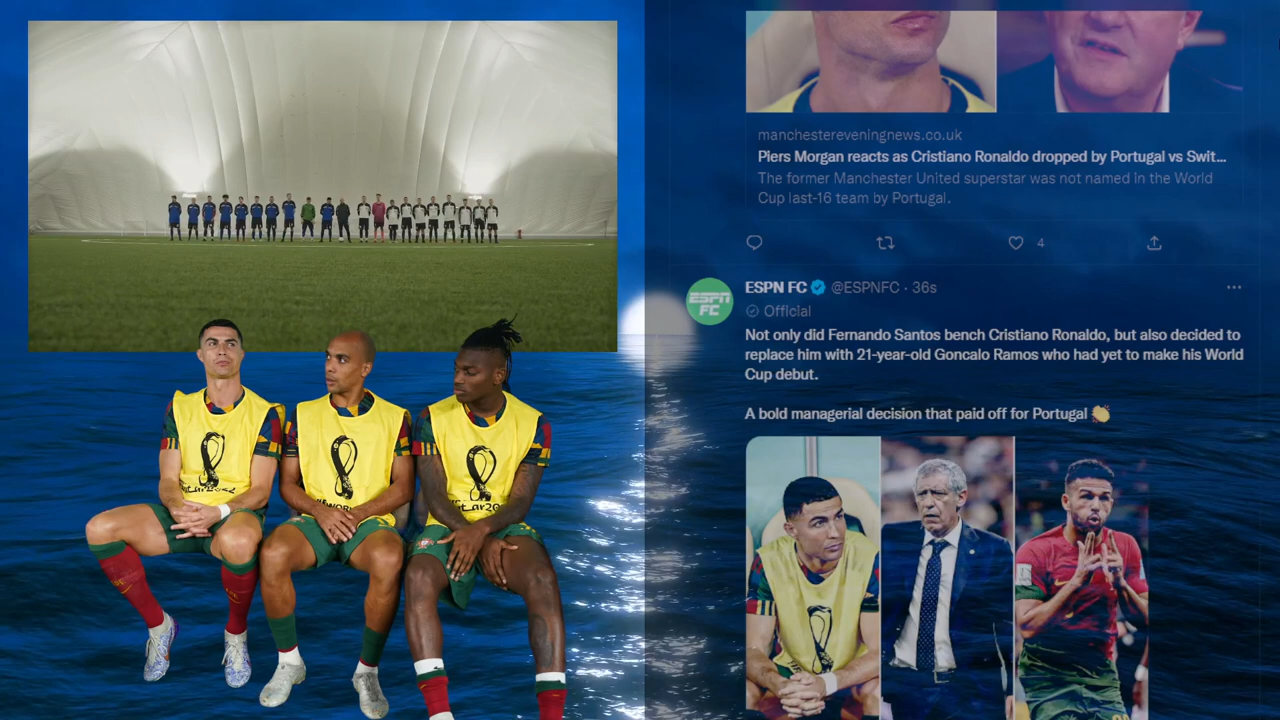 manchestereveningnews.co.uk
Piers Morgan reacts as Cristiano Ronaldo dropped by Portugal vs Swit...
The former Manchester United superstar was not named in the World
Cup last-16 team by Portugal.
4
ESPN
FC
ESPN FC @ESPNFC · 36s
Official
Not only did Fernando Santos bench Cristiano Ronaldo, but also decided to
replace him with 21-year-old Goncalo Ramos who had yet to make his World
Cup debut.
A bold managerial decision that paid off for Portugal 👏